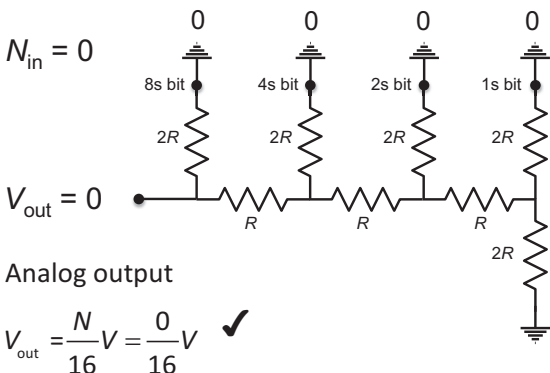 0 0 0 0
N_in = 0
8s bit 4s bit 2s bit 1s bit
2R 2R 2R 2R
V_out = 0
R R R
2R
Analog output
V_out = N/16 V = 0/16 V ✓